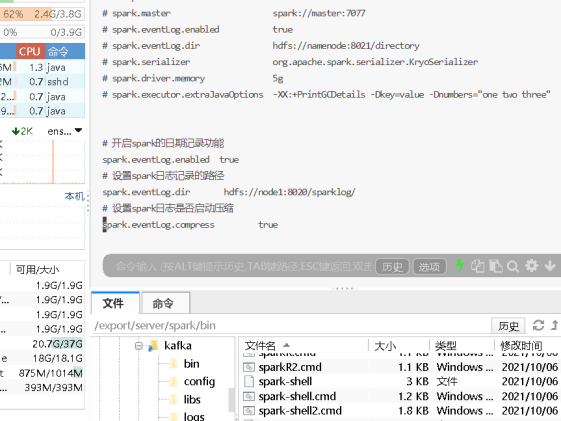 62% 2.4G/3.8G
0% 0/3.9G
CPU 命令
1.3 java
0.7 sshd
0.7 java
0.7 java
2K ens...
本机
可用/大小
1.9G/1.9G
1.9G/1.9G
1.9G/1.9G
1.9G/1.9G
20.7G/37G
18G/18.1G
875M/1014M
393M/393M
# spark.master spark://master:7077
# spark.eventLog.enabled true
# spark.eventLog.dir hdfs://namenode:8021/directory
# spark.serializer org.apache.spark.serializer.KryoSerializer
# spark.driver.memory 5g
# spark.executor.extraJavaOptions -XX:+PrintGCDetails -Dkey=value -Dnumbers="one two three"
# 开启spark的日期记录功能
spark.eventLog.enabled true
# 设置spark日志记录的路径
spark.eventLog.dir hdfs://node1:8020/sparklog/
# 设置spark日志是否启动压缩
spark.eventLog.compress true
命令输入 (按ALT键提示历史,TAB键路径,ESC键返回,双击
历史 选项
文件 命令
/export/server/spark/bin
历史
kafka
bin
config
libs
logs
文件名 大小 类型 修改时间
sparkR.cmd 1.1 KB Windows ... 2021/10/06
sparkR2.cmd 1.1 KB Windows ... 2021/10/06
spark-shell 3 KB 文件 2021/10/06
spark-shell.cmd 1.2 KB Windows ... 2021/10/06
spark-shell2.cmd 1.8 KB Windows ... 2021/10/06